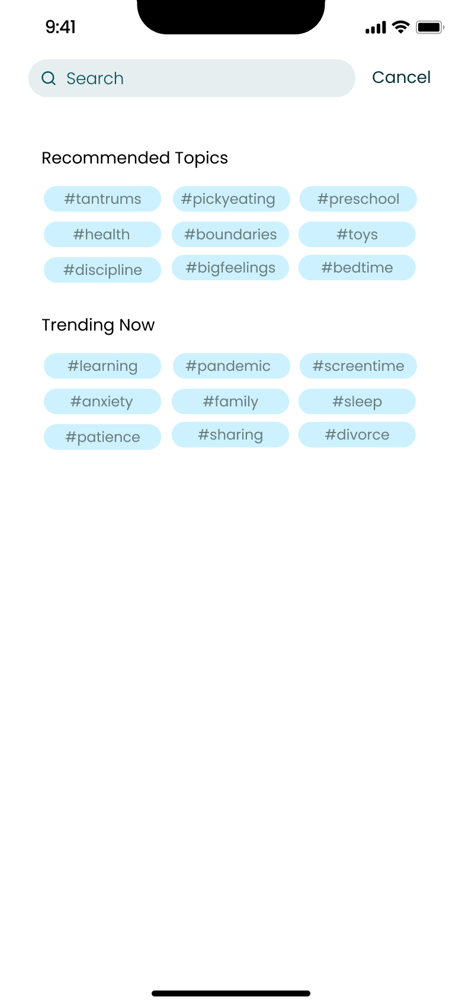 9:41
Search
Cancel
Recommended Topics
#tantrums #pickyeating #preschool
#health #boundaries #toys
#discipline #bigfeelings #bedtime
Trending Now
#learning #pandemic #screentime
#anxiety #family #sleep
#patience #sharing #divorce